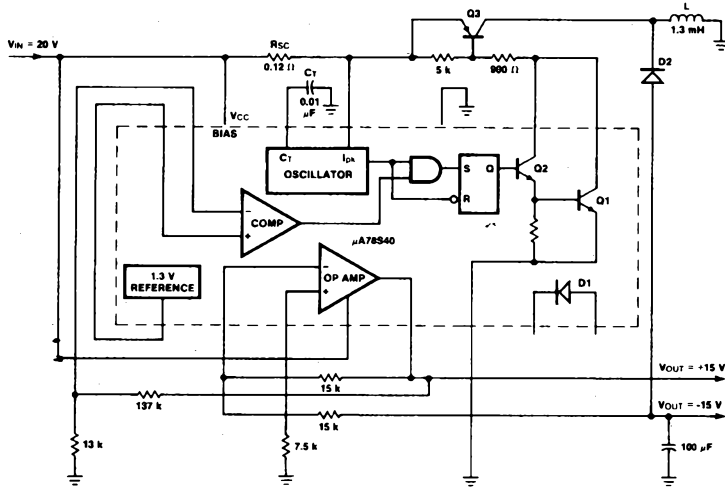 Q3
L
1.3 mH
VIN = 20 V
RSC
0.12 Ω
5 k
900 Ω
D2
CT
0.01
μF
VCC
BIAS
CT
Ipk
OSCILLATOR
S
Q
R
Q2
Q1
COMP
−
+
μA78S40
1.3 V
REFERENCE
−
+
OP AMP
D1
15 k
VOUT = +15 V
137 k
15 k
VOUT = -15 V
13 k
7.5 k
100 μF